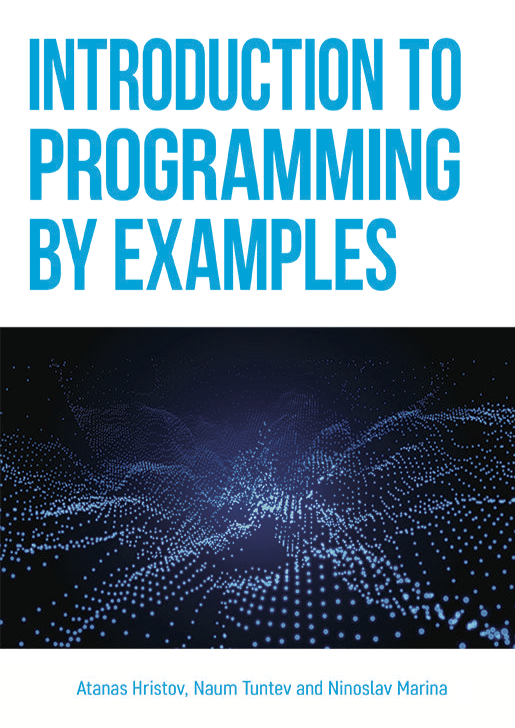 INTRODUCTION TO
PROGRAMMING
BY EXAMPLES
Atanas Hristov, Naum Tuntev and Ninoslav Marina